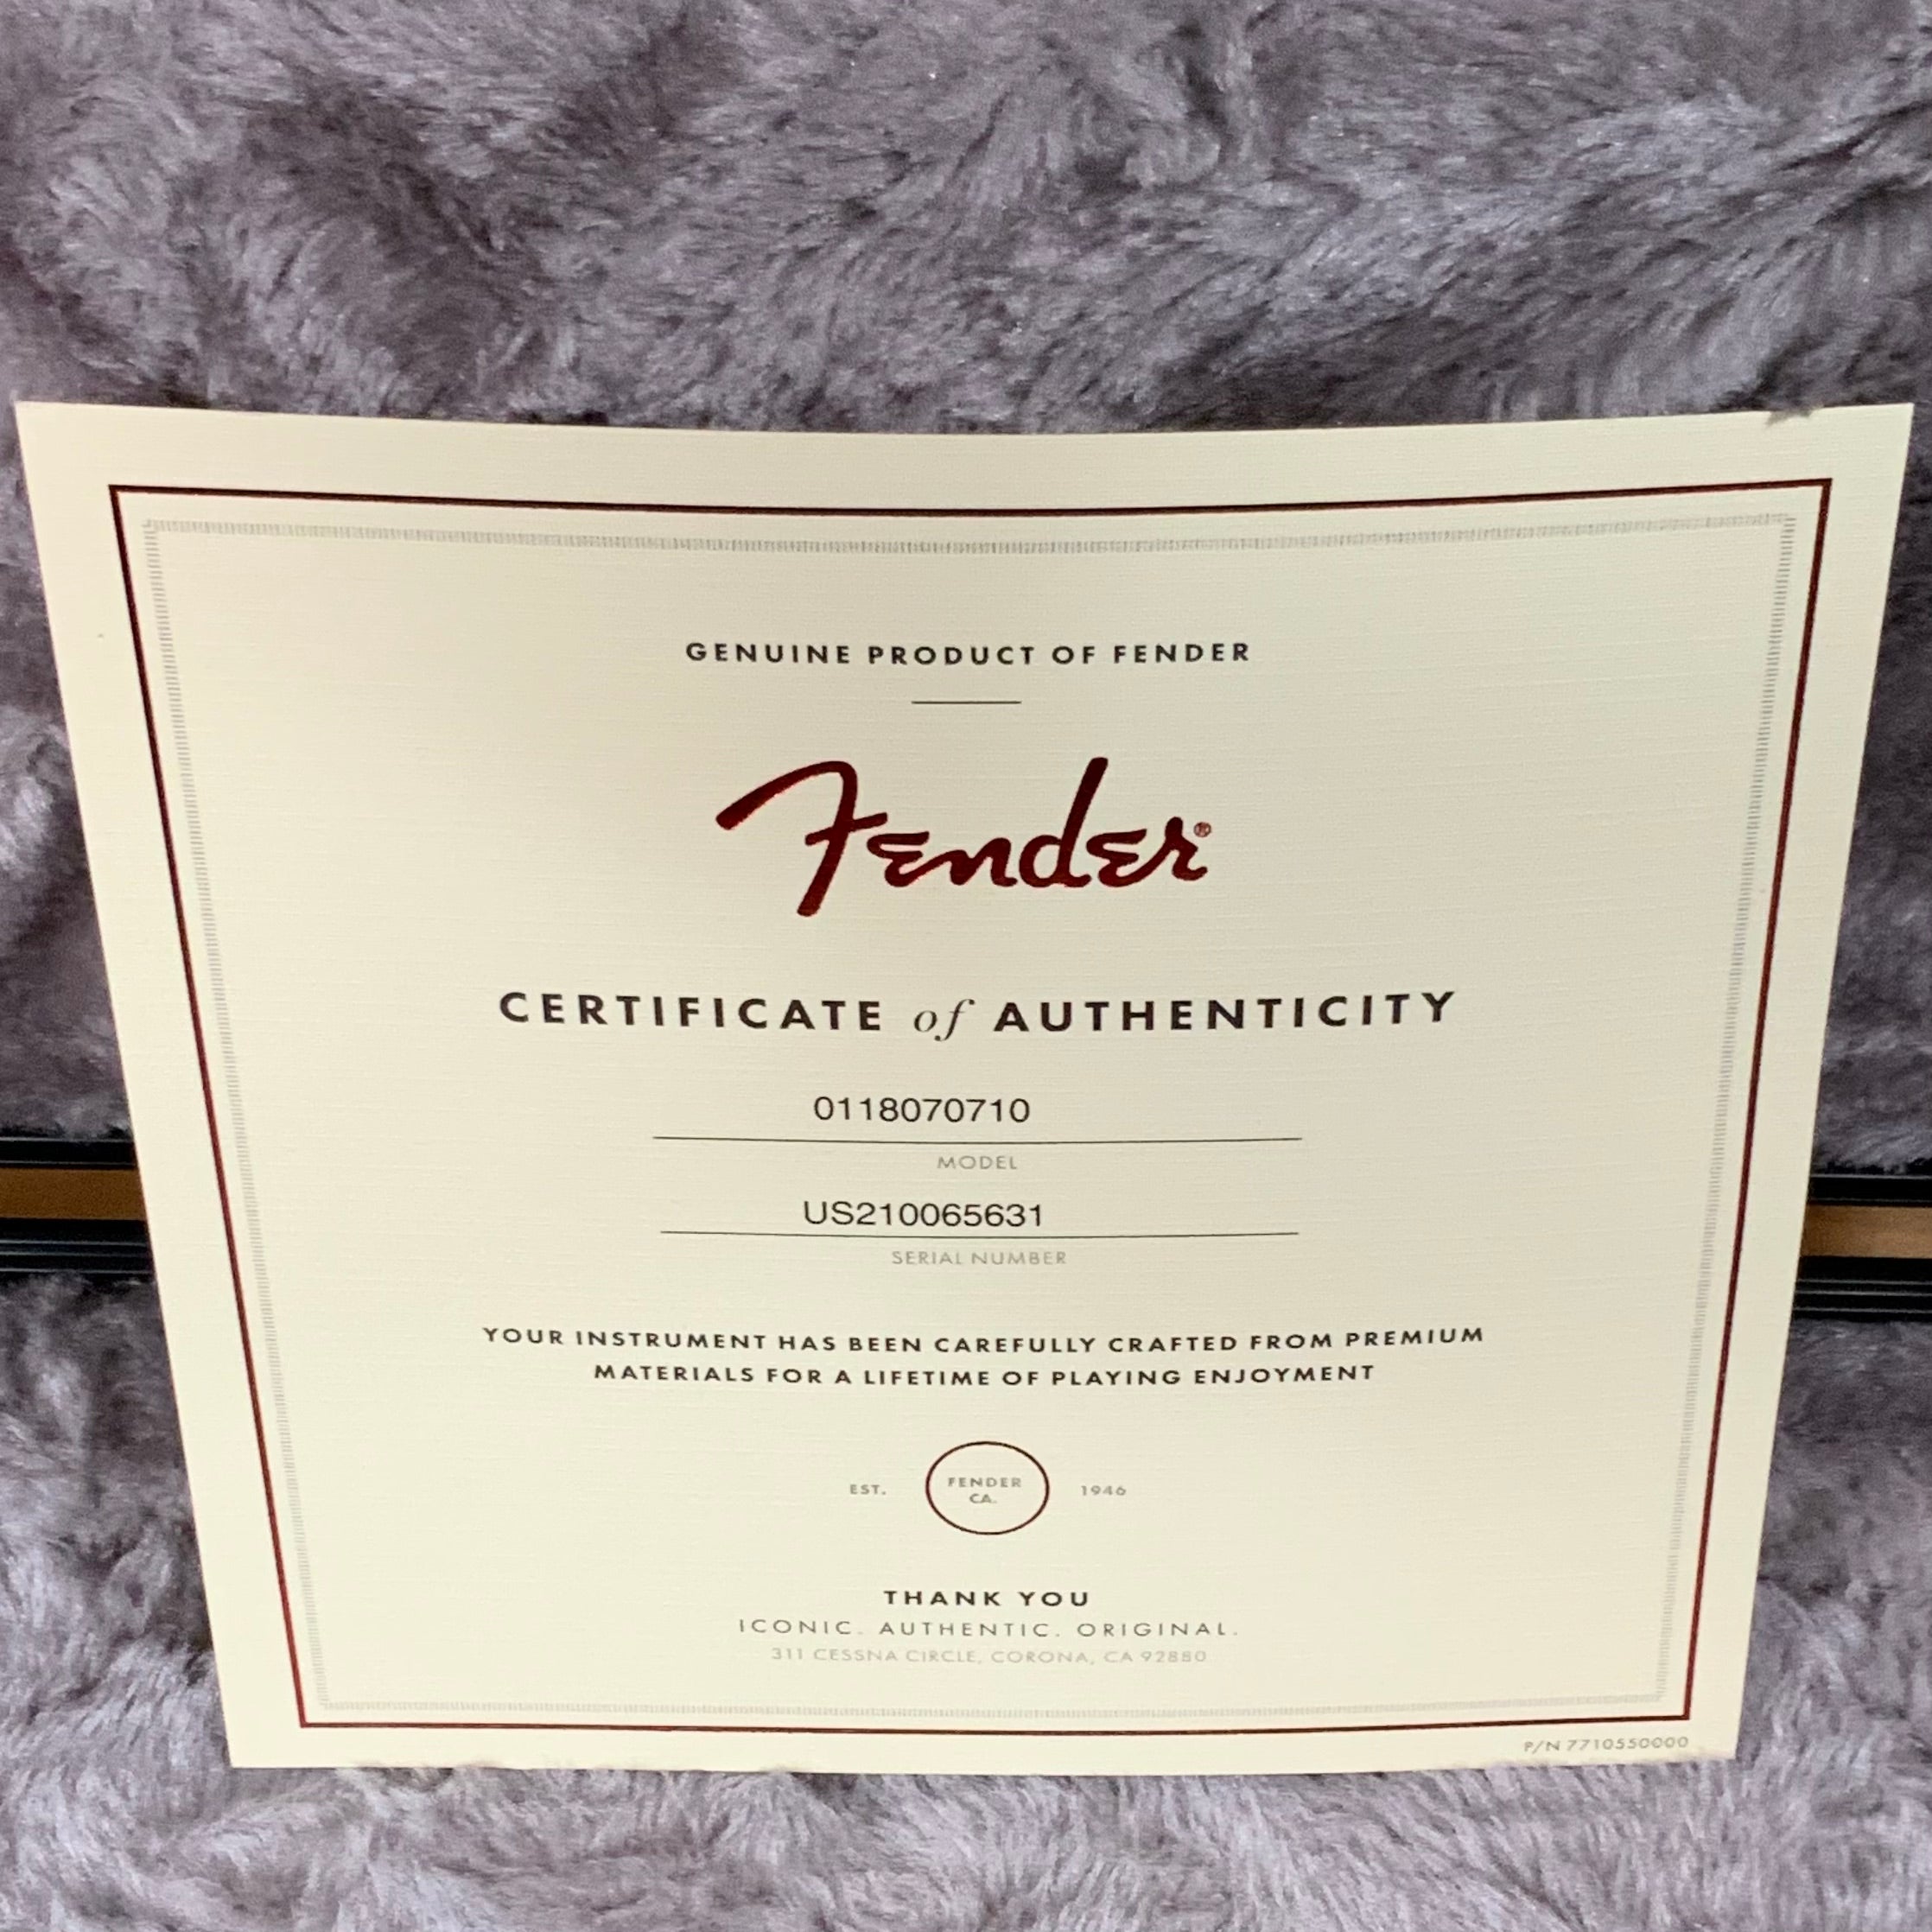 GENUINE PRODUCT OF FENDER
Fender®
CERTIFICATE of AUTHENTICITY
0118070710
MODEL
US210065631
SERIAL NUMBER
YOUR INSTRUMENT HAS BEEN CAREFULLY CRAFTED FROM PREMIUM
MATERIALS FOR A LIFETIME OF PLAYING ENJOYMENT
EST. FENDER CA. 1946
THANK YOU
ICONIC. AUTHENTIC. ORIGINAL.
311 CESSNA CIRCLE, CORONA, CA 92880
P/N 7710550000